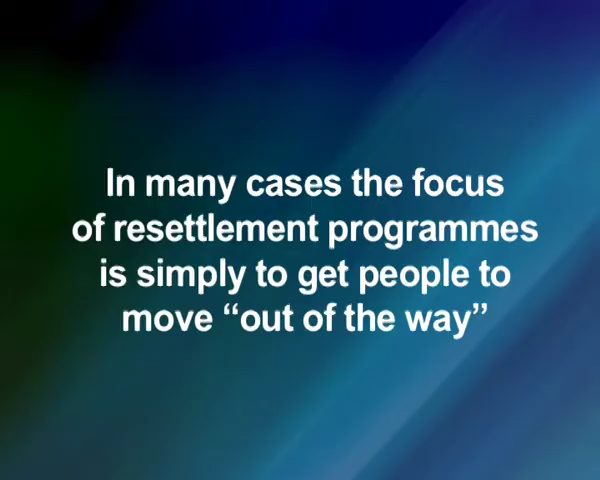 In many cases the focus
of resettlement programmes
is simply to get people to
move “out of the way”